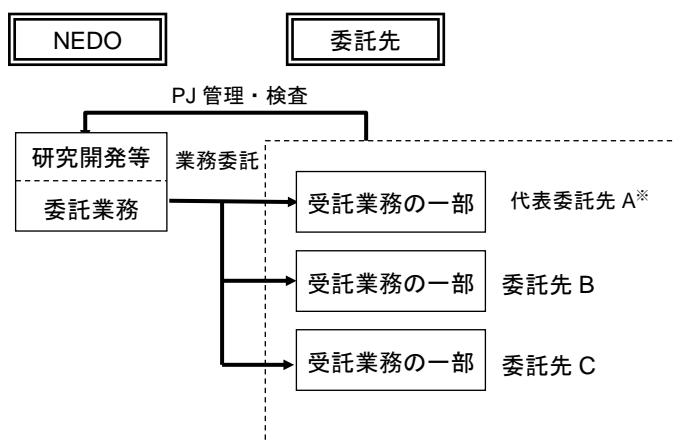 NEDO
委託先
PJ 管理・検査
研究開発等
業務委託
委託業務
受託業務の一部
代表委託先 A※
受託業務の一部
委託先 B
受託業務の一部
委託先 C